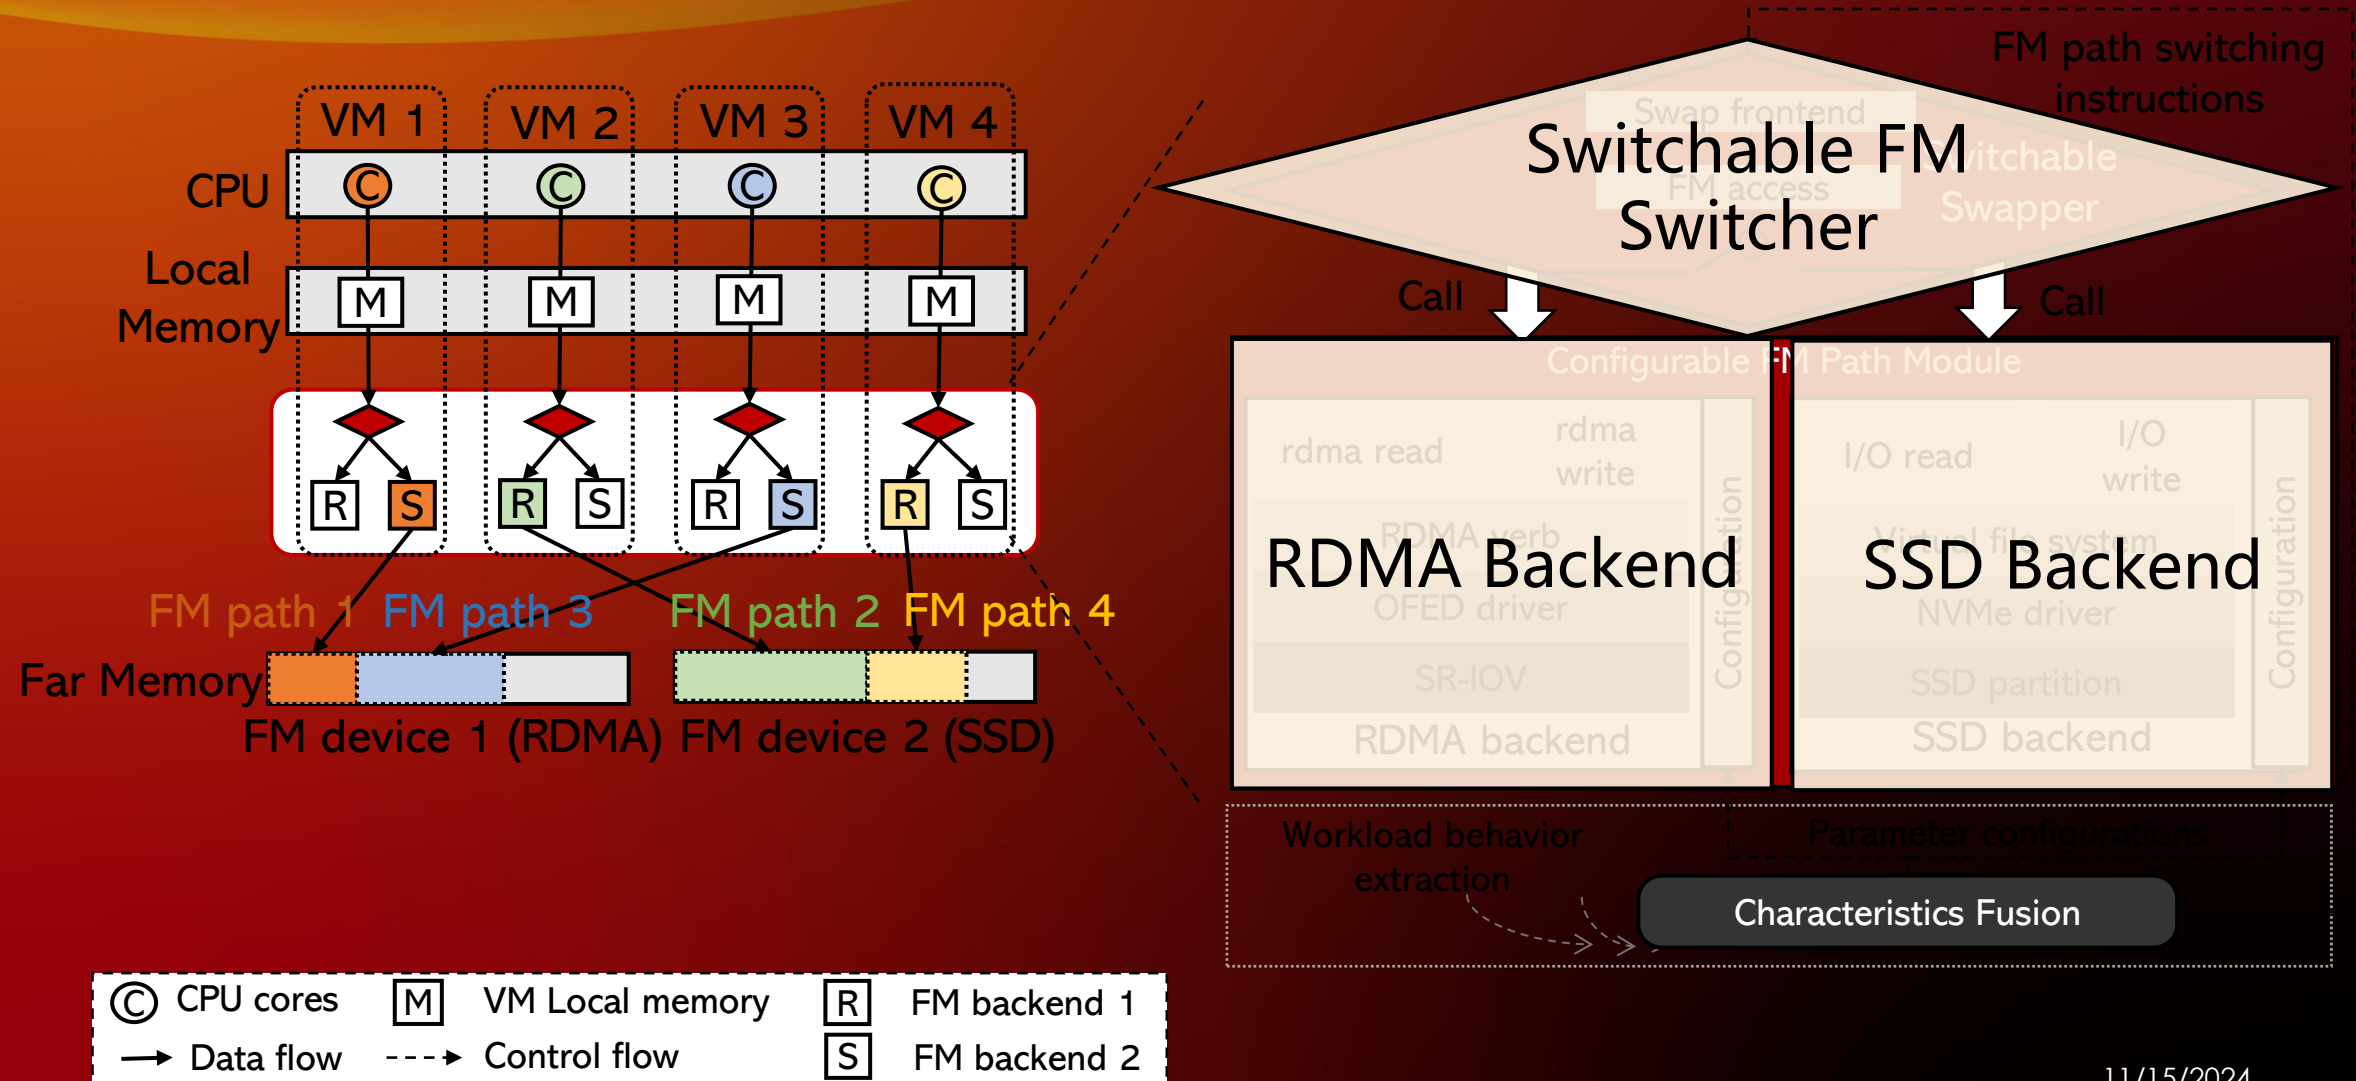 VM 1
VM 2
VM 3
VM 4
CPU
C
C
C
C
Local
Memory
M
M
M
M
R
S
R
S
R
S
R
S
FM path 1
FM path 3
FM path 2
FM path 4
Far Memory
FM device 1 (RDMA)
FM device 2 (SSD)
C
CPU cores
M
VM Local memory
R
FM backend 1
Data flow
Control flow
S
FM backend 2
FM path switching
instructions
Swap frontend
Switchable FM
Switcher
FM access
Switchable
Swapper
Call
Call
Configurable FM Path Module
rdma read
rdma
write
RDMA verb
RDMA Backend
OFED driver
SR-IOV
RDMA backend
Configuration
I/O read
I/O
write
Virtual file system
SSD Backend
NVMe driver
SSD partition
SSD backend
Configuration
Workload behavior
extraction
Parameter configurations
Characteristics Fusion
11/15/2024